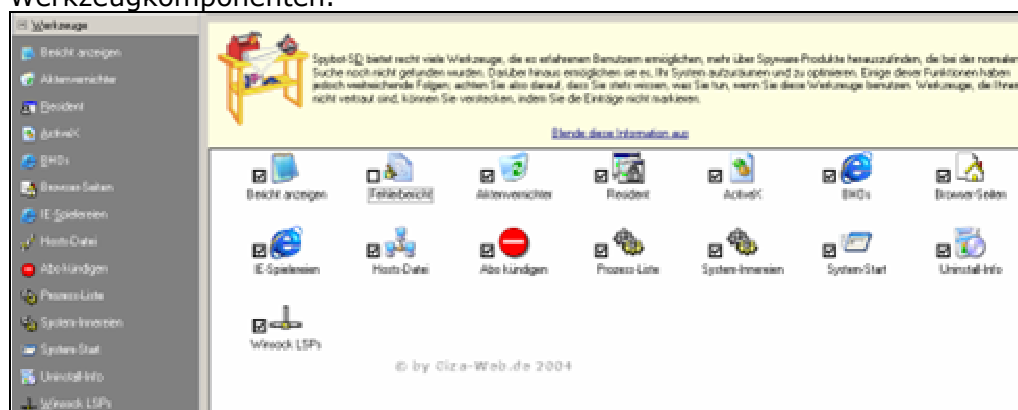 Werkzeugkomponenten:
Werkzeuge
Bericht anzeigen
Aktenvernichter
Resident
ActiveX
BHOs
Browser-Seiten
IE-Spielereien
Hosts-Datei
Abo kündigen
Prozess-Liste
System-Innereien
System-Start
Uninstall-Info
Winsock LSPs
Spybot-SD bietet recht viele Werkzeuge, die es erfahrenen Benutzern ermöglichen, mehr über Spyware-Produkte herauszufinden, die bei der normalen
Suche noch nicht gefunden wurden. Darüber hinaus ermöglichen sie es, Ihr System aufzuräumen und zu optimieren. Einige dieser Funktionen haben
jedoch weitreichende Folgen; achten Sie also darauf, dass Sie stets wissen, was Sie tun, wenn Sie diese Werkzeuge benutzen. Werkzeuge, die Ihnen
nicht vertraut sind, können Sie verstecken, indem Sie die Einträge nicht markieren.
Blende diese Information aus
Bericht anzeigen Fehlerbericht Aktenvernichter Resident ActiveX BHOs Browser-Seiten
IE-Spielereien Hosts-Datei Abo kündigen Prozess-Liste System-Innereien System-Start Uninstall-Info
Winsock LSPs
© by Giza-Web.de 2004